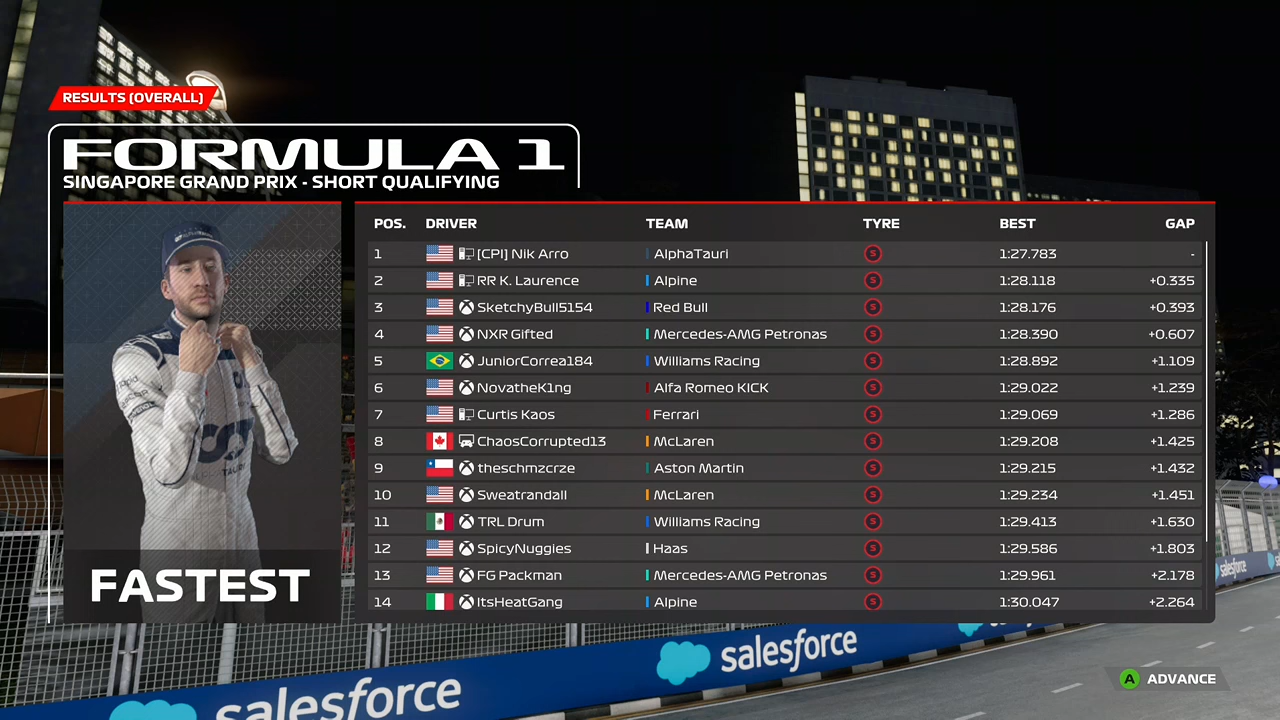 RESULTS (OVERALL)
FORMULA 1
SINGAPORE GRAND PRIX - SHORT QUALIFYING
FASTEST
POS. DRIVER TEAM TYRE BEST GAP
1 [CPI] Nik Arro AlphaTauri S 1:27.783 -
2 RR K. Laurence Alpine S 1:28.118 +0.335
3 SketchyBull5154 Red Bull S 1:28.176 +0.393
4 NXR Gifted Mercedes-AMG Petronas S 1:28.390 +0.607
5 JuniorCorrea184 Williams Racing S 1:28.892 +1.109
6 NovatheK1ng Alfa Romeo KICK S 1:29.022 +1.239
7 Curtis Kaos Ferrari S 1:29.069 +1.286
8 ChaosCorrupted13 McLaren S 1:29.208 +1.425
9 theschmzcrze Aston Martin S 1:29.215 +1.432
10 Sweatrandall McLaren S 1:29.234 +1.451
11 TRL Drum Williams Racing S 1:29.413 +1.630
12 SpicyNuggies Haas S 1:29.586 +1.803
13 FG Packman Mercedes-AMG Petronas S 1:29.961 +2.178
14 ItsHeatGang Alpine S 1:30.047 +2.264
salesforce
salesforce
salesforce
A ADVANCE